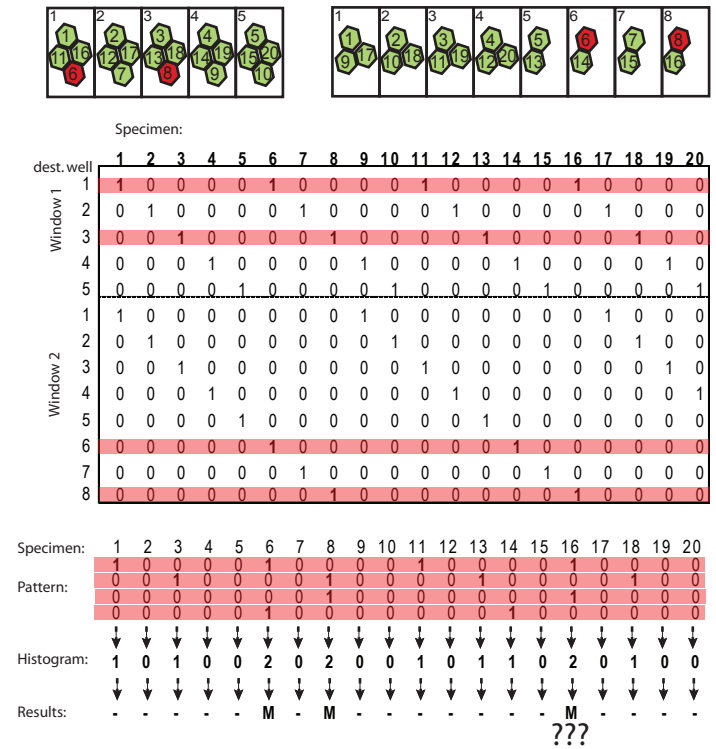 1 2 3 4 5
1 16 11 6
2 17 12 7
3 18 13 8
4 19 14 9
5 20 15 10
1 2 3 4 5 6 7 8
1 17 9
2 18 10
3 19 11
4 20 12
5 13
6 14
7 15
8 16
Specimen:
dest. well 1 2 3 4 5 6 7 8 9 10 11 12 13 14 15 16 17 18 19 20
Window 1
1 1 0 0 0 0 1 0 0 0 0 1 0 0 0 0 1 0 0 0 0
2 0 1 0 0 0 0 1 0 0 0 0 1 0 0 0 0 1 0 0 0
3 0 0 1 0 0 0 0 1 0 0 0 0 1 0 0 0 0 1 0 0
4 0 0 0 1 0 0 0 0 1 0 0 0 0 1 0 0 0 0 1 0
5 0 0 0 0 1 0 0 0 0 1 0 0 0 0 1 0 0 0 0 1
Window 2
1 1 0 0 0 0 0 0 0 1 0 0 0 0 0 0 0 1 0 0 0
2 0 1 0 0 0 0 0 0 0 1 0 0 0 0 0 0 0 1 0 0
3 0 0 1 0 0 0 0 0 0 0 1 0 0 0 0 0 0 0 1 0
4 0 0 0 1 0 0 0 0 0 0 0 1 0 0 0 0 0 0 0 1
5 0 0 0 0 1 0 0 0 0 0 0 0 1 0 0 0 0 0 0 0
6 0 0 0 0 0 1 0 0 0 0 0 0 0 1 0 0 0 0 0 0
7 0 0 0 0 0 0 1 0 0 0 0 0 0 0 1 0 0 0 0 0
8 0 0 0 0 0 0 0 1 0 0 0 0 0 0 0 1 0 0 0 0
Specimen: 1 2 3 4 5 6 7 8 9 10 11 12 13 14 15 16 17 18 19 20
Pattern:
1 0 0 0 0 1 0 0 0 0 1 0 0 0 0 1 0 0 0 0
0 0 1 0 0 0 0 1 0 0 0 0 1 0 0 0 0 1 0 0
0 0 0 0 0 0 0 1 0 0 0 0 0 0 0 1 0 0 0 0
0 0 0 0 0 1 0 0 0 0 0 0 0 1 0 0 0 0 0 0
Histogram: 1 0 1 0 0 2 0 2 0 0 1 0 1 1 0 2 0 1 0 0
Results: - - - - - M - M - - - - - - - M - - - -
???